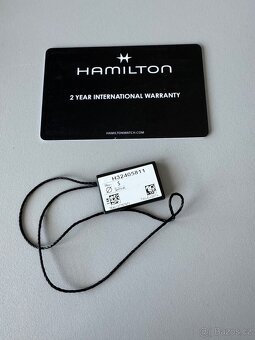 HAMILTON
2 YEAR INTERNATIONAL WARRANTY
HAMILTONWATCH.COM
H32405811